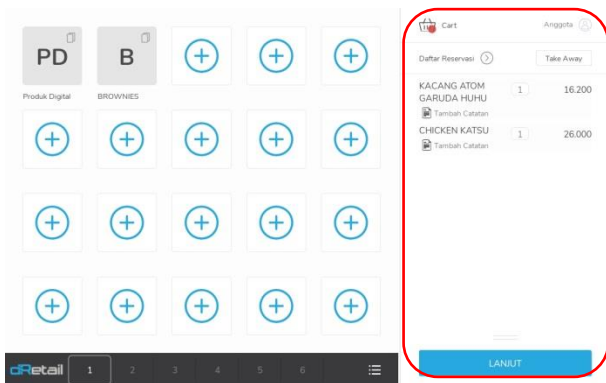 PD
B
Produk Digital
BROWNIES
dRetail
1
2
3
4
5
6
Cart
Anggota
Daftar Reservasi
Take Away
KACANG ATOM
GARUDA HUHU
1
16.200
Tambah Catatan
CHICKEN KATSU
1
26.000
Tambah Catatan
LANJUT